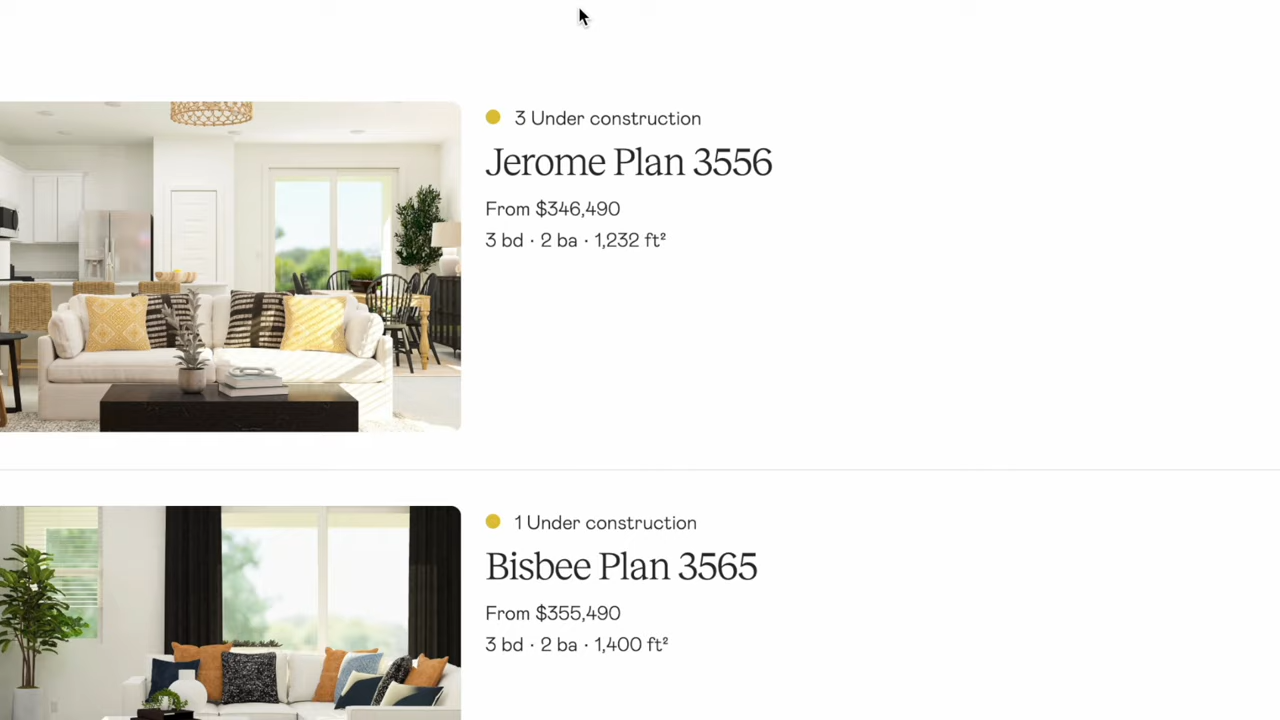 3 Under construction
Jerome Plan 3556
From $346,490
3 bd · 2 ba · 1,232 ft²
1 Under construction
Bisbee Plan 3565
From $355,490
3 bd · 2 ba · 1,400 ft²